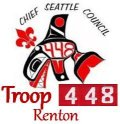 CHIEF SEATTLE COUNCIL
448
Troop 448
Renton